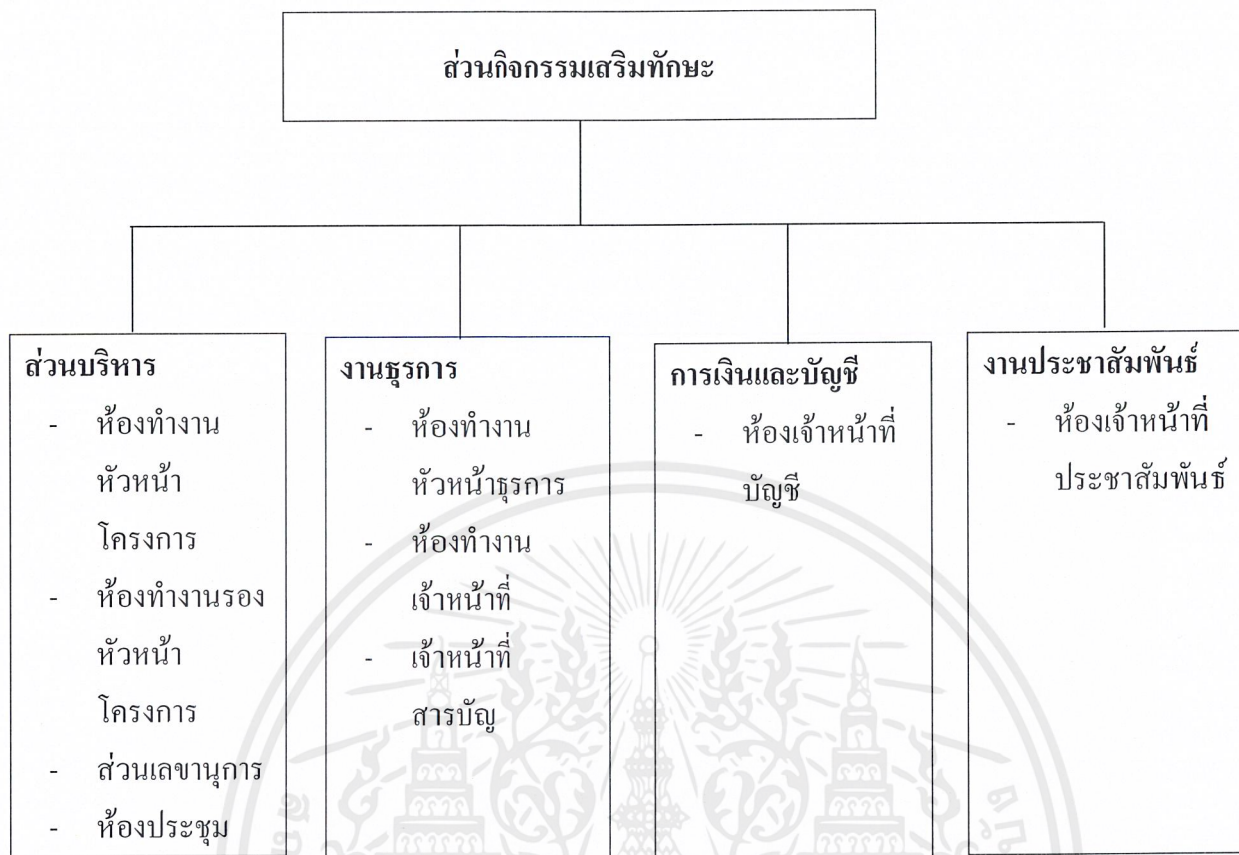 ส่วนกิจกรรมเสริมทักษะ
ส่วนบริหาร
- ห้องทำงาน
หัวหน้า
โครงการ
- ห้องทำงานรอง
หัวหน้า
โครงการ
- ส่วนเลขานุการ
- ห้องประชุม
งานธุรการ
- ห้องทำงาน
หัวหน้าธุรการ
- ห้องทำงาน
เจ้าหน้าที่
- เจ้าหน้าที่
สารบัญ
การเงินและบัญชี
- ห้องเจ้าหน้าที่
บัญชี
งานประชาสัมพันธ์
- ห้องเจ้าหน้าที่
ประชาสัมพันธ์